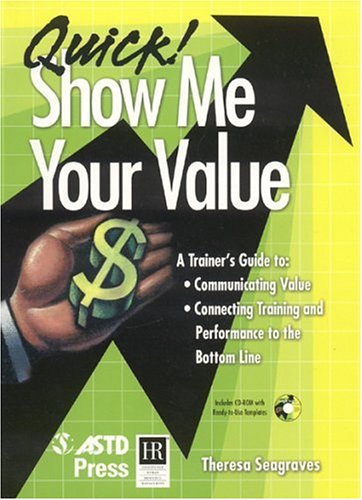 Quick!
Show Me
Your Value
A Trainer's Guide to:
• Communicating Value
• Connecting Training and
Performance to the
Bottom Line
Includes CD-ROM with
Ready-to-Use Templates
ASTD
Press
HR
Theresa Seagraves